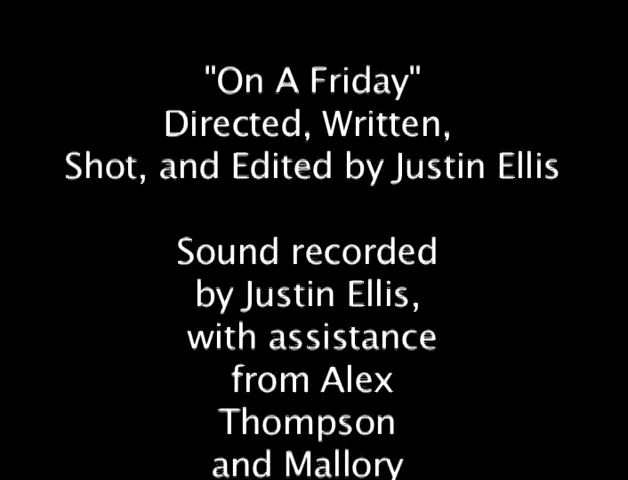 "On A Friday"
Directed, Written,
Shot, and Edited by Justin Ellis
Sound recorded
by Justin Ellis,
with assistance
from Alex
Thompson
and Mallory